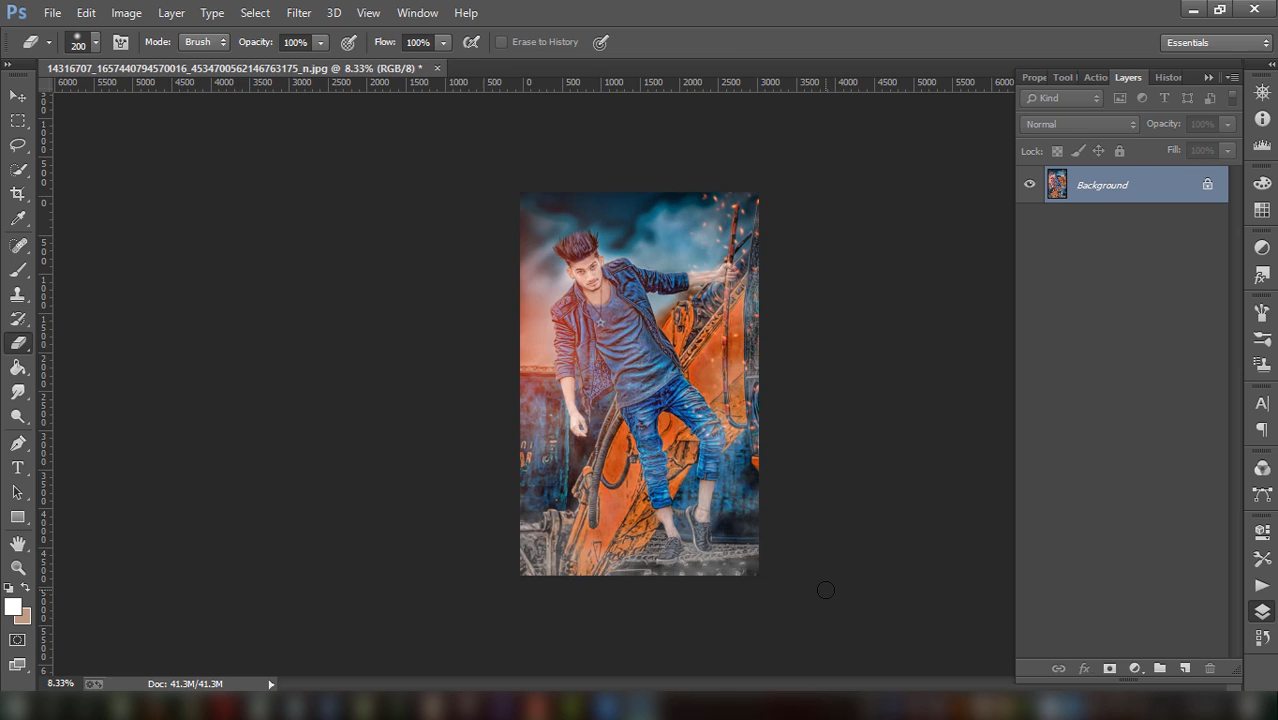 Ps File Edit Image Layer Type Select Filter 3D View Window Help
200 Mode: Brush Opacity: 100% Flow: 100% Erase to History Essentials
14316707_1657440794570016_4534700562146763175_n.jpg @ 8.33% (RGB/8) * ×
6000 5500 5000 4500 4000 3500 3000 2500 2000 1500 1000 500 0 500 1000 1500 2000 2500 3000 3500 4000 4500 5000 5500 6000
Prope Tool Actio Layers Histor
Kind
Normal Opacity: 100%
Lock: Fill: 100%
Background
8.33% Doc: 41.3M/41.3M